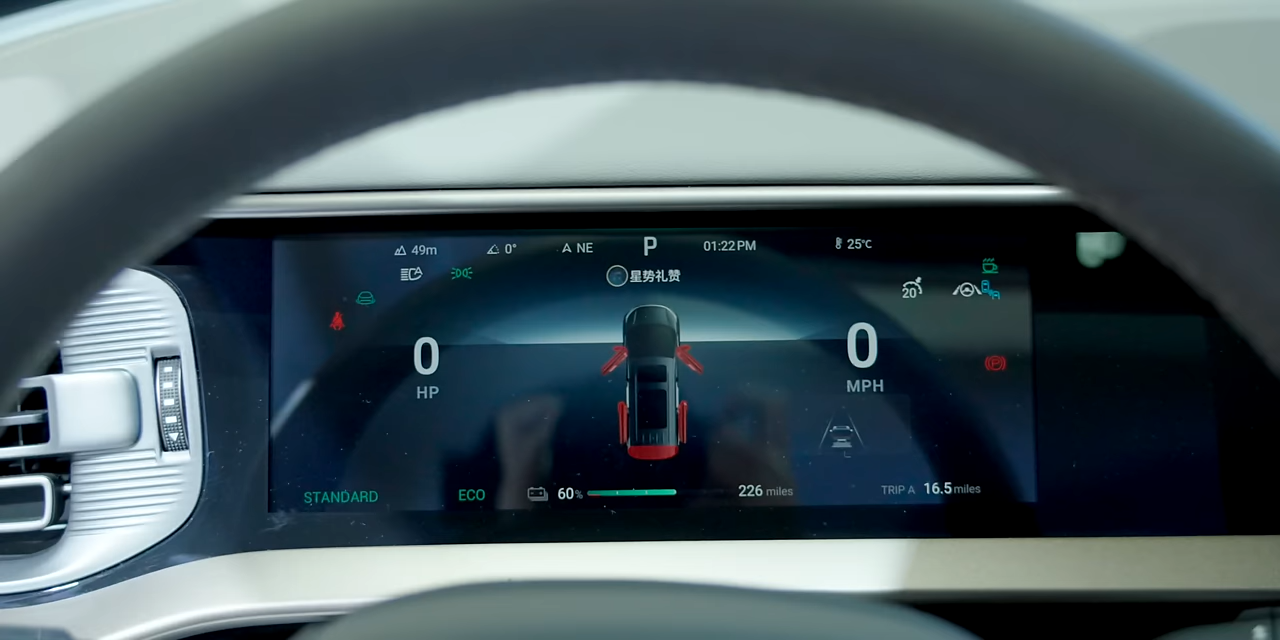 49m
0°
NE
P
01:22PM
25℃
星势礼赞
20
0
HP
0
MPH
STANDARD
ECO
60%
226 miles
TRIP A 16.5 miles